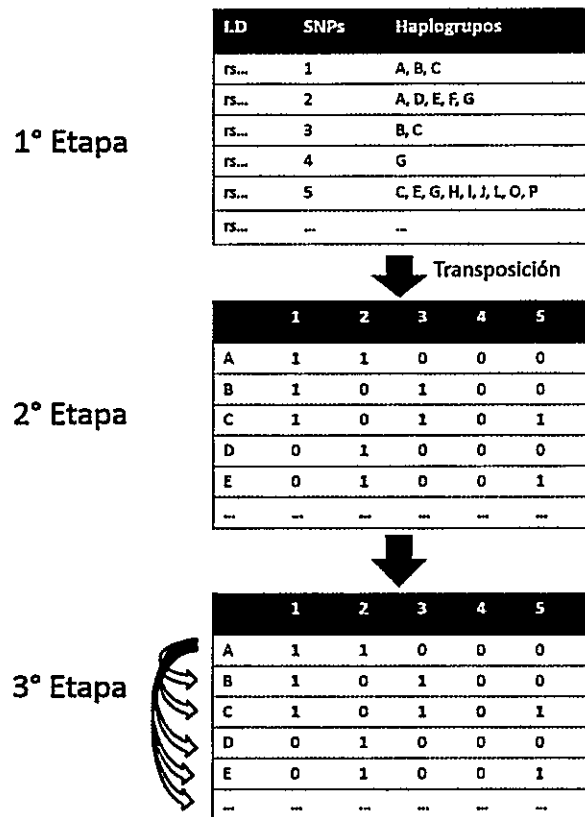 I.D SNPs Haplogrupos
rs... 1 A, B, C
rs... 2 A, D, E, F, G
rs... 3 B, C
1° Etapa
rs... 4 G
rs... 5 C, E, G, H, I, J, L, O, P
rs... ... ...
Transposición
1 2 3 4 5
A 1 1 0 0 0
B 1 0 1 0 0
2° Etapa
C 1 0 1 0 1
D 0 1 0 0 0
E 0 1 0 0 1
... ... ... ... ... ...
1 2 3 4 5
A 1 1 0 0 0
B 1 0 1 0 0
3° Etapa
C 1 0 1 0 1
D 0 1 0 0 0
E 0 1 0 0 1
... ... ... ... ... ...